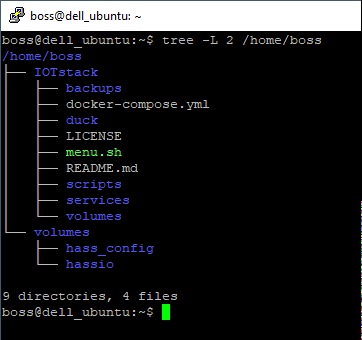 boss@dell_ubuntu: ~
boss@dell_ubuntu:~$ tree -L 2 /home/boss
/home/boss
├── IOTstack
│   ├── backups
│   ├── docker-compose.yml
│   ├── duck
│   ├── LICENSE
│   ├── menu.sh
│   ├── README.md
│   ├── scripts
│   ├── services
│   └── volumes
└── volumes
    ├── hass_config
    └── hassio
9 directories, 4 files
boss@dell_ubuntu:~$